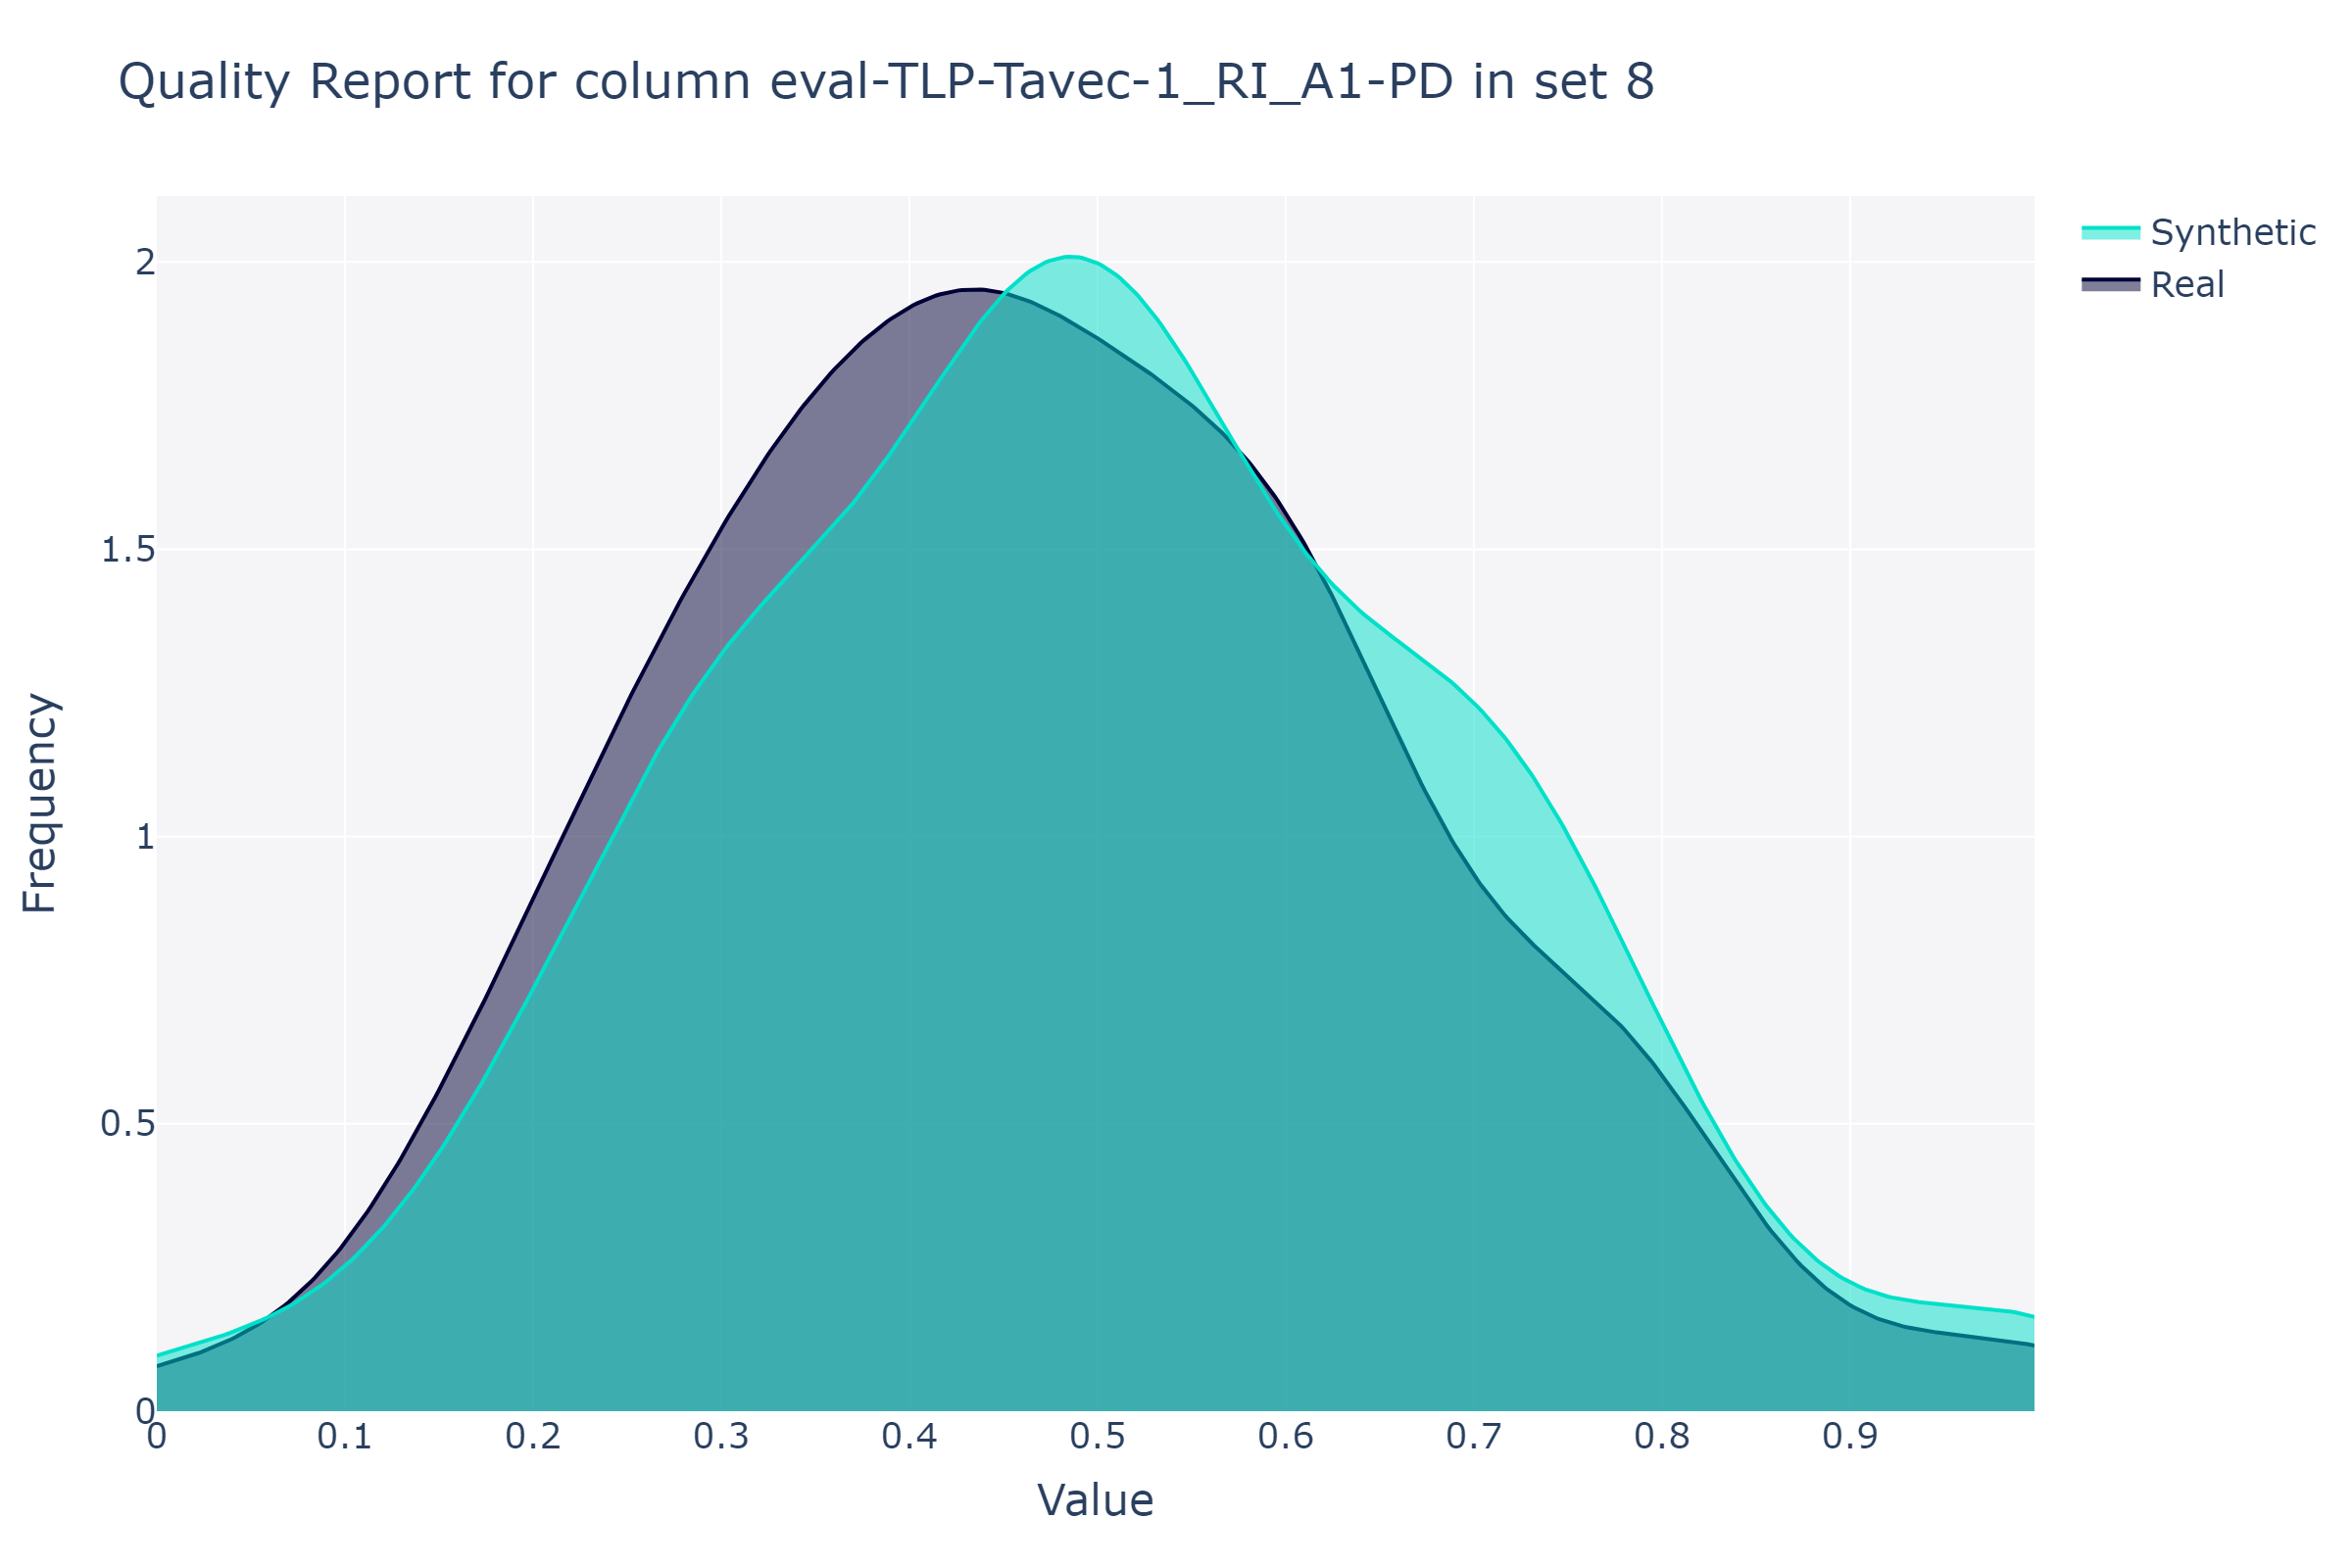 Quality Report for column eval-TLP-Tavec-1_RI_A1-PD in set 8
Synthetic
Real
Frequency
2
1.5
1
0.5
0
0 0.1 0.2 0.3 0.4 0.5 0.6 0.7 0.8 0.9
Value